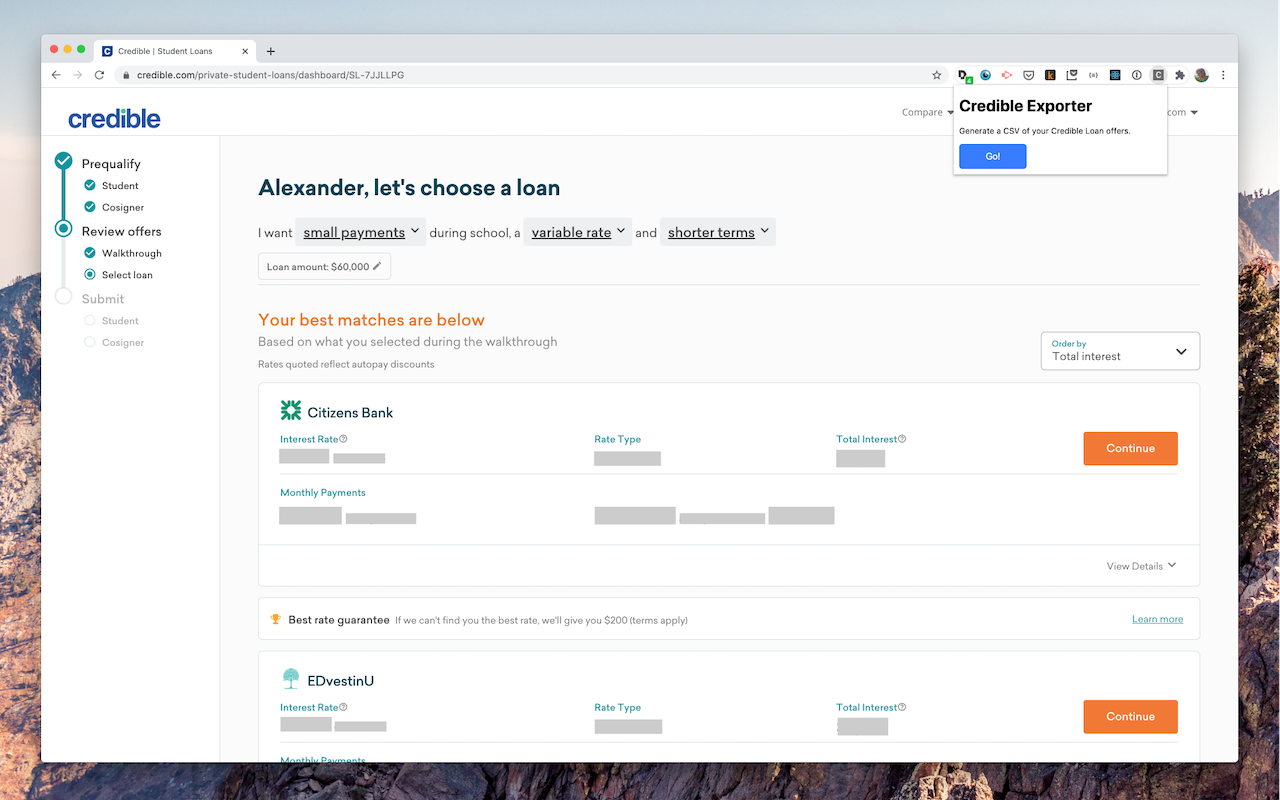 Credible | Student Loans
credible.com/private-student-loans/dashboard/SL-7JJLLPG
4
credible
Compare
com
Credible Exporter
Generate a CSV of your Credible Loan offers.
Go!
Prequalify
Student
Cosigner
Review offers
Walkthrough
Select loan
Submit
Student
Cosigner
Alexander, let's choose a loan
I want small payments during school, a variable rate and shorter terms
Loan amount: $60,000
Your best matches are below
Based on what you selected during the walkthrough
Rates quoted reflect autopay discounts
Order by
Total interest
Citizens Bank
Interest Rate Rate Type Total Interest
Continue
Monthly Payments
View Details
Best rate guarantee If we can't find you the best rate, we'll give you $200 (terms apply) Learn more
EDvestinU
Interest Rate Rate Type Total Interest
Continue
Monthly Payments